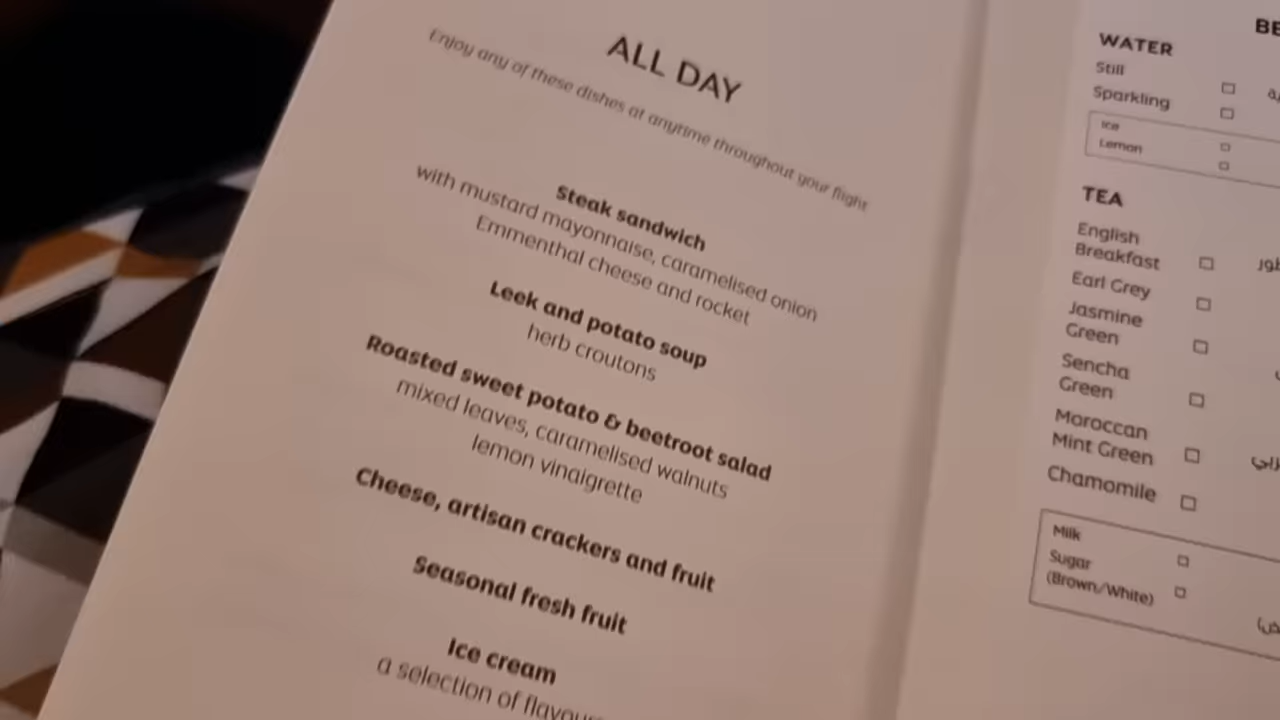 ALL DAY
Enjoy any of these dishes at anytime throughout your flight
Steak sandwich
with mustard mayonnaise, caramelised onion
Emmenthal cheese and rocket
Leek and potato soup
herb croutons
Roasted sweet potato & beetroot salad
mixed leaves, caramelised walnuts
lemon vinaigrette
Cheese, artisan crackers and fruit
Seasonal fresh fruit
Ice cream
a selection of
WATER
Still
Sparkling
Ice
Lemon
TEA
English
Breakfast
Earl Grey
Jasmine
Green
Sencha
Green
Moroccan
Mint Green
Chamomile
Milk
Sugar
(Brown/White)